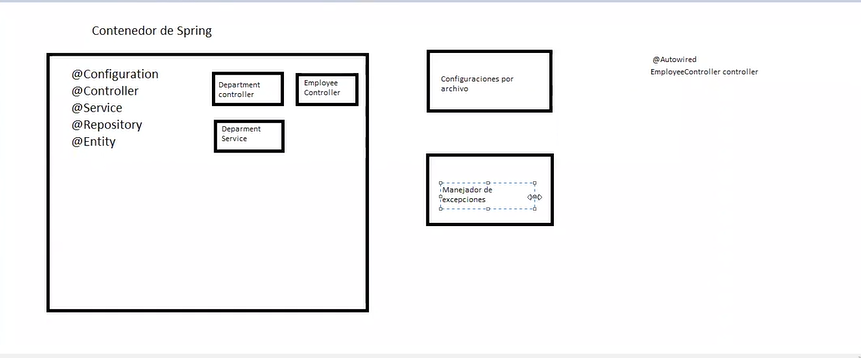 Contenedor de Spring
@Configuration
@Controller
@Service
@Repository
@Entity
Department
controller
Employee
Controller
Deparment
Service
Configuraciones por
archivo
Manejador de
excepciones
@Autowired
EmployeeController controller